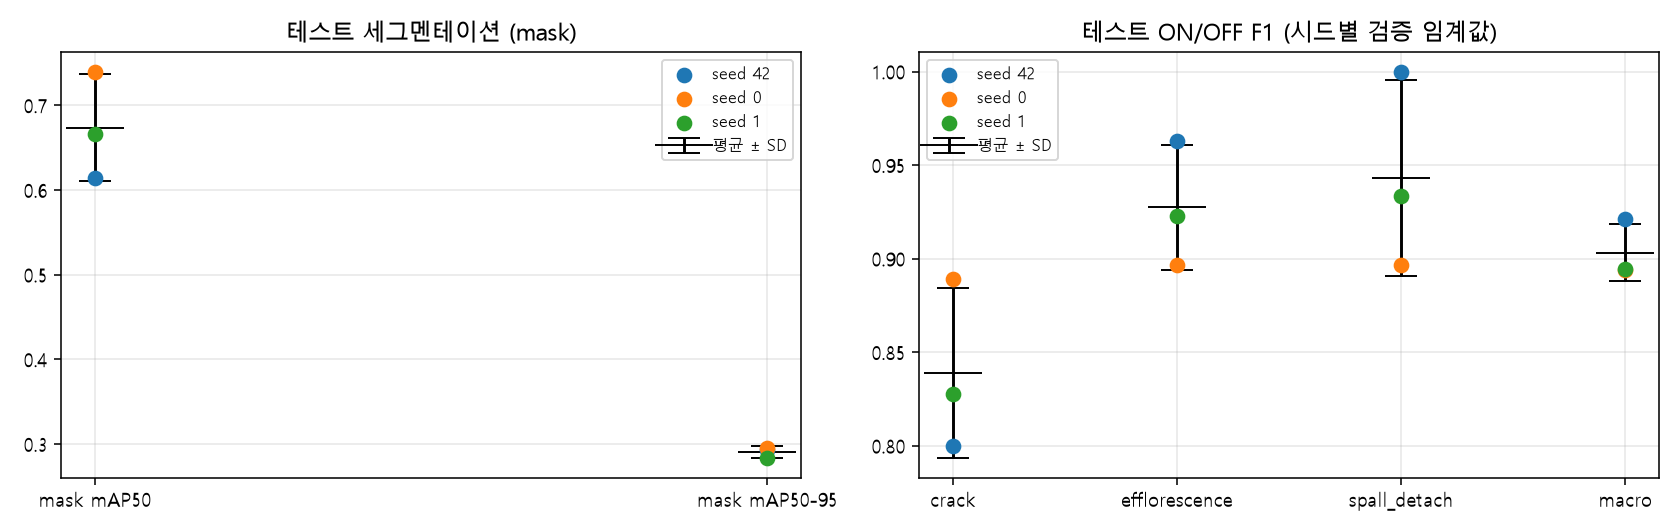 테스트 세그멘테이션 (mask)
seed 42
seed 0
seed 1
평균 ± SD
0.7
0.6
0.5
0.4
0.3
mask mAP50
mask mAP50-95
테스트 ON/OFF F1 (시드별 검증 임계값)
seed 42
seed 0
seed 1
평균 ± SD
1.00
0.95
0.90
0.85
0.80
crack
efflorescence
spall_detach
macro